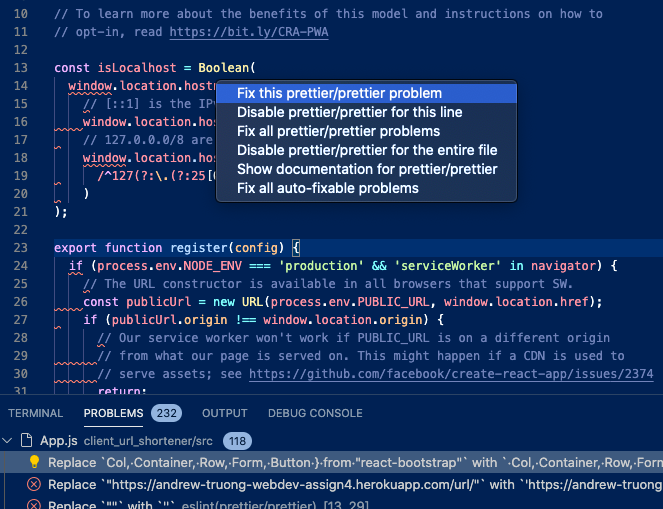 10 // To learn more about the benefits of this model and instructions on how to
11 // opt-in, read https://bit.ly/CRA-PWA
12
13 const isLocalhost = Boolean(
14 window.location.hostn
Fix this prettier/prettier problem
15 // [::1] is the IP
Disable prettier/prettier for this line
16 window.location.hos
Fix all prettier/prettier problems
17 // 127.0.0.0/8 are
Disable prettier/prettier for the entire file
18 window.location.hos
Show documentation for prettier/prettier
19 /^127(?:\.(?:25[
Fix all auto-fixable problems
20 )
21 );
22
23 export function register(config) {
24 if (process.env.NODE_ENV === 'production' && 'serviceWorker' in navigator) {
25 // The URL constructor is available in all browsers that support SW.
26 const publicUrl = new URL(process.env.PUBLIC_URL, window.location.href);
27 if (publicUrl.origin !== window.location.origin) {
28 // Our service worker won't work if PUBLIC_URL is on a different origin
29 // from what our page is served on. This might happen if a CDN is used to
30 // serve assets; see https://github.com/facebook/create-react-app/issues/2374
31 return;
TERMINAL PROBLEMS 232 OUTPUT DEBUG CONSOLE
App.js client_url_shortener/src 118
Replace `Col,·Container,·Row,·Form,·Button·}·from·"react-bootstrap"` with `·Col,·Container,·Row,·Form
Replace `"https://andrew-truong-webdev-assign4.herokuapp.com/url/"` with `'https://andrew-truong
Replace `""` with `''` eslint(prettier/prettier) [13, 29]